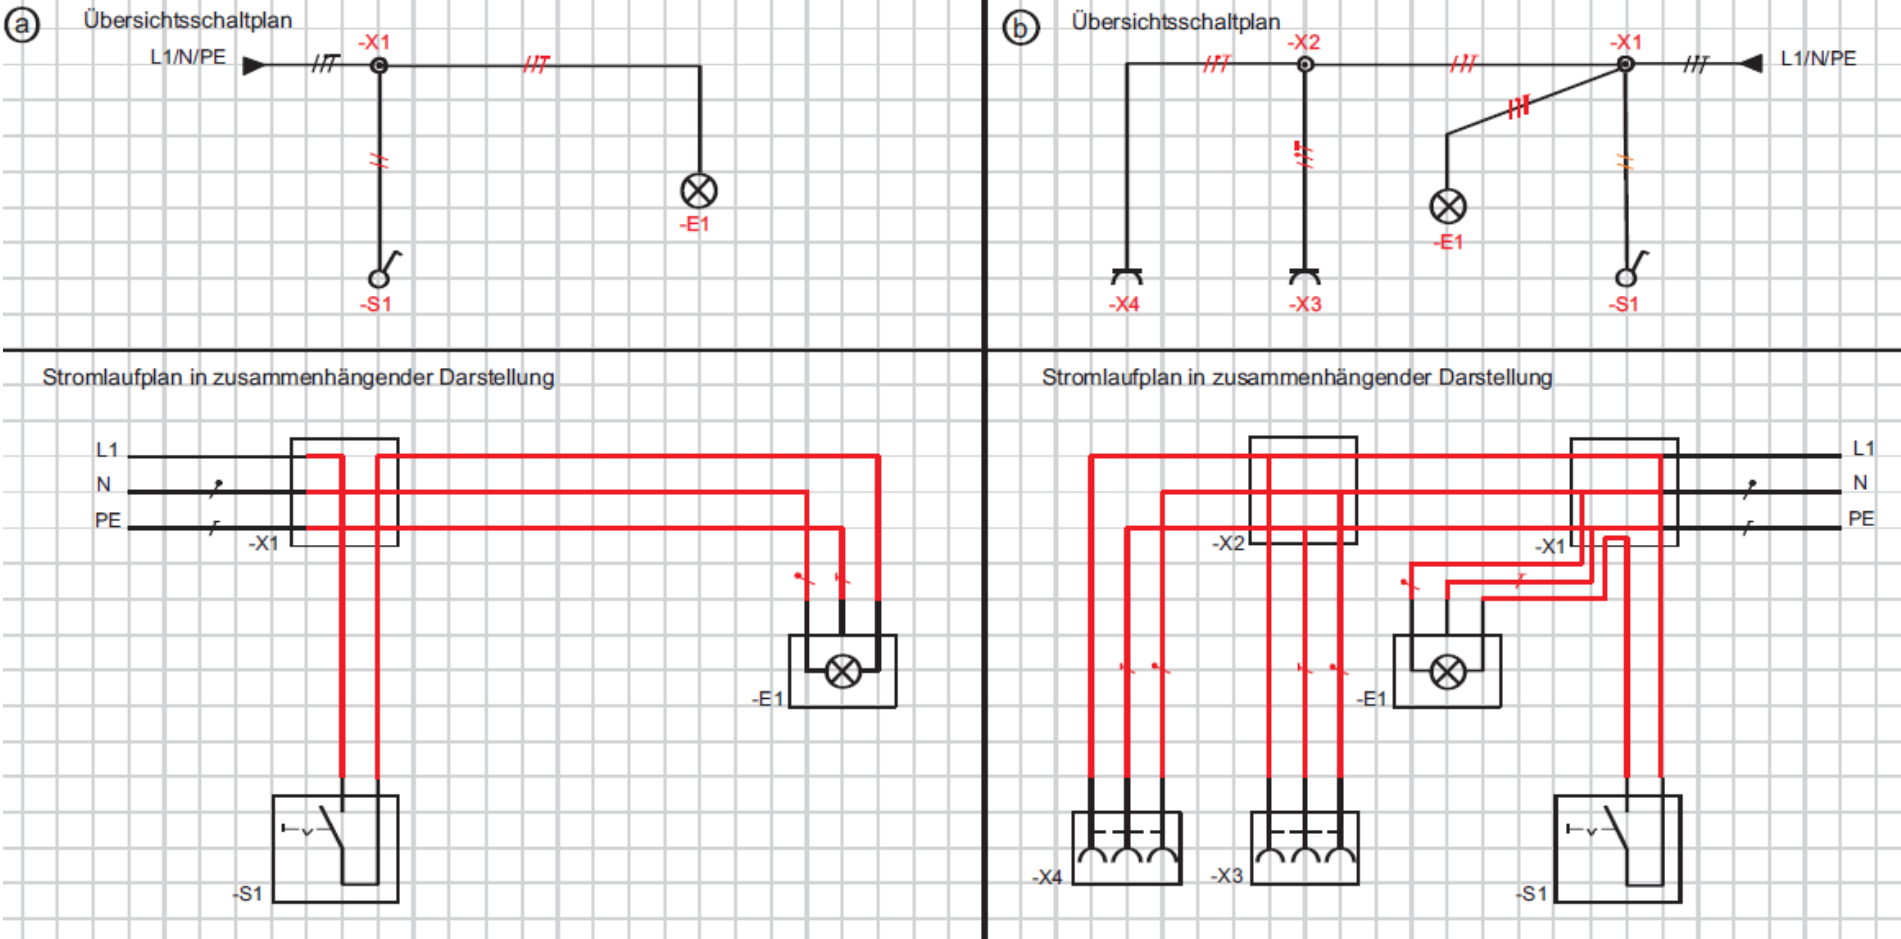 a
Übersichtsschaltplan
L1/N/PE
-X1
-E1
-S1
Stromlaufplan in zusammenhängender Darstellung
L1
N
PE
-X1
-E1
-S1
b
Übersichtsschaltplan
-X2
-X1
L1/N/PE
-E1
-X4
-X3
-S1
Stromlaufplan in zusammenhängender Darstellung
L1
N
PE
-X2
-X1
-E1
-X4
-X3
-S1